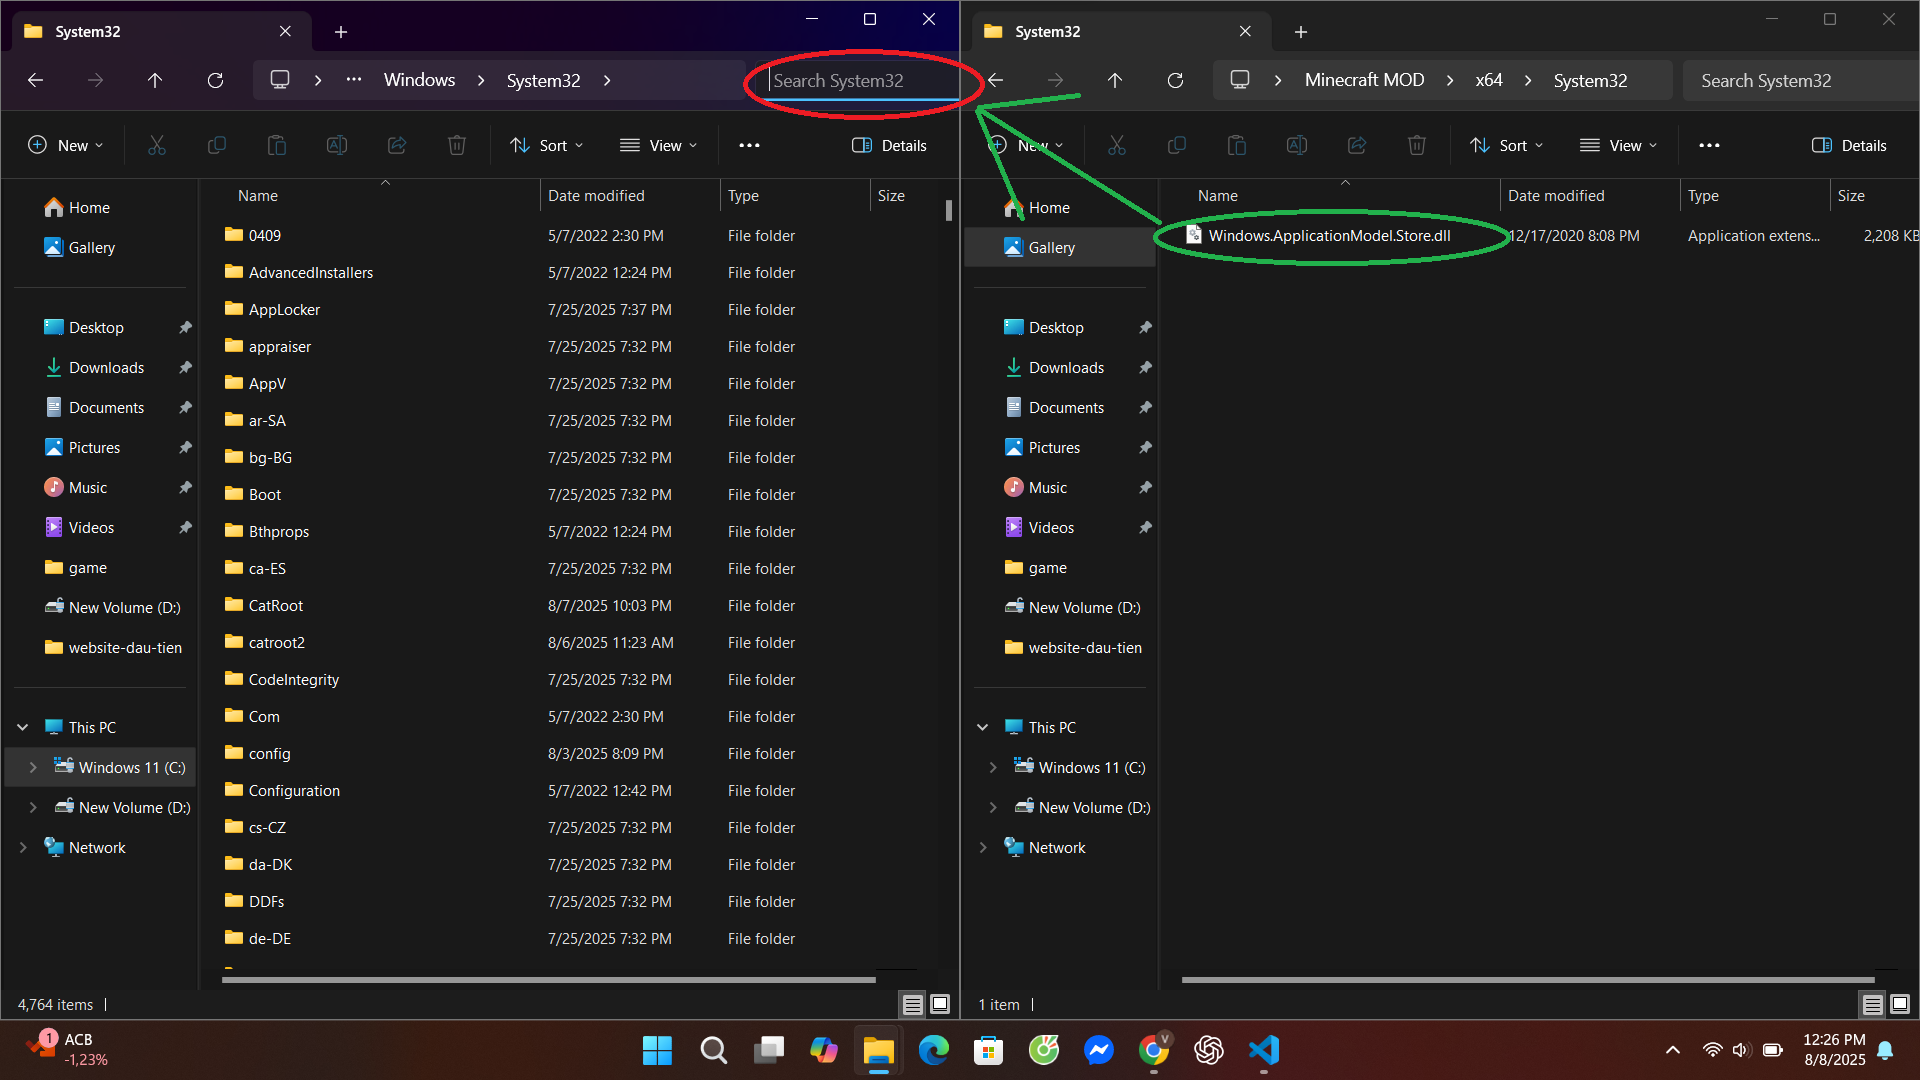 System32
Windows
System32
Search System32
New
Sort
View
Details
Name
Date modified
Type
Size
Home
Gallery
Desktop
Downloads
Documents
Pictures
Music
Videos
game
New Volume (D:)
website-dau-tien
This PC
Windows 11 (C:)
New Volume (D:)
Network
0409 5/7/2022 2:30 PM File folder
AdvancedInstallers 5/7/2022 12:24 PM File folder
AppLocker 7/25/2025 7:37 PM File folder
appraiser 7/25/2025 7:32 PM File folder
AppV 7/25/2025 7:32 PM File folder
ar-SA 7/25/2025 7:32 PM File folder
bg-BG 7/25/2025 7:32 PM File folder
Boot 7/25/2025 7:32 PM File folder
Bthprops 5/7/2022 12:24 PM File folder
ca-ES 7/25/2025 7:32 PM File folder
CatRoot 8/7/2025 10:03 PM File folder
catroot2 8/6/2025 11:23 AM File folder
CodeIntegrity 7/25/2025 7:32 PM File folder
Com 5/7/2022 2:30 PM File folder
config 8/3/2025 8:09 PM File folder
Configuration 5/7/2022 12:42 PM File folder
cs-CZ 7/25/2025 7:32 PM File folder
da-DK 7/25/2025 7:32 PM File folder
DDFs 7/25/2025 7:32 PM File folder
de-DE 7/25/2025 7:32 PM File folder
4,764 items
System32
Minecraft MOD
x64
System32
Search System32
New
Sort
View
Details
Name
Date modified
Type
Size
Home
Gallery
Desktop
Downloads
Documents
Pictures
Music
Videos
game
New Volume (D:)
website-dau-tien
This PC
Windows 11 (C:)
New Volume (D:)
Network
Windows.ApplicationModel.Store.dll 12/17/2020 8:08 PM Application extens... 2,208 KB
1 item
1
ACB
-1,23%
V
12:26 PM
8/8/2025